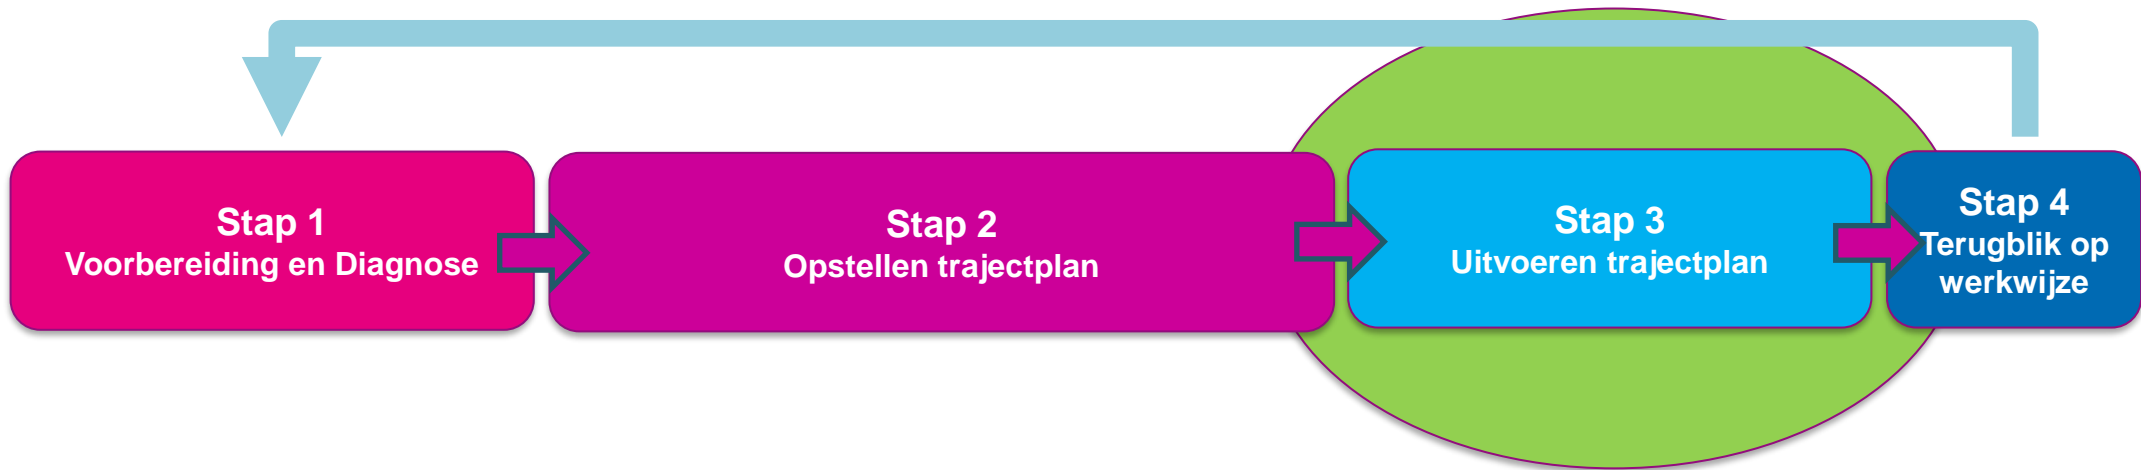 Stap 1
Voorbereiding en Diagnose
Stap 2
Opstellen trajectplan
Stap 3
Uitvoeren trajectplan
Stap 4
Terugblik op
werkwijze